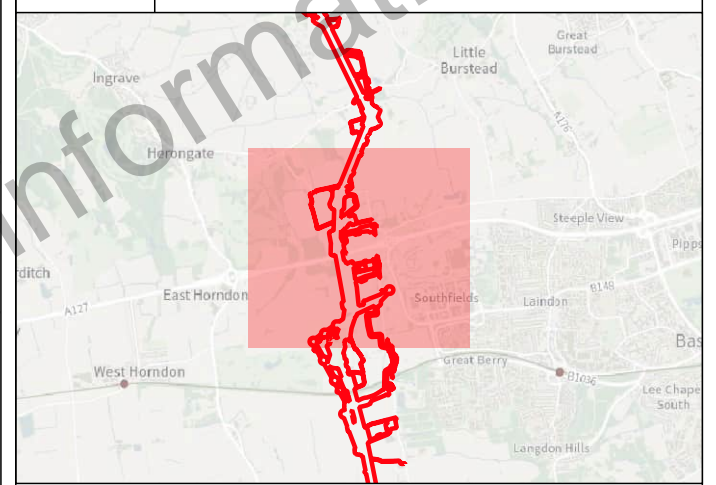 Information
Great
Burstead
Little
Burstead
Ingrave
A176
Herongate
Steeple View
Pipps
rditch
East Horndon
B148
A127
Southfields
Laindon
Bas
Great Berry
West Horndon
B1036
Lee Chape
South
Langdon Hills